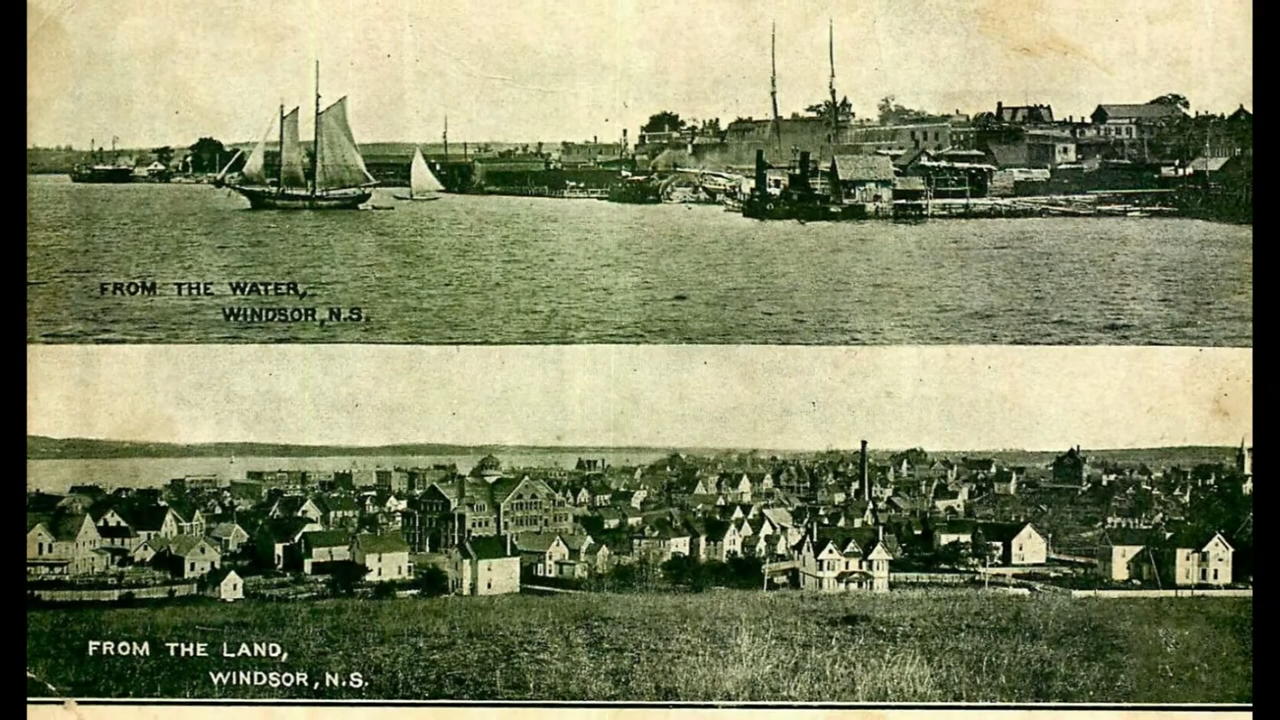 FROM THE WATER,
WINDSOR, N.S.
FROM THE LAND,
WINDSOR, N.S.